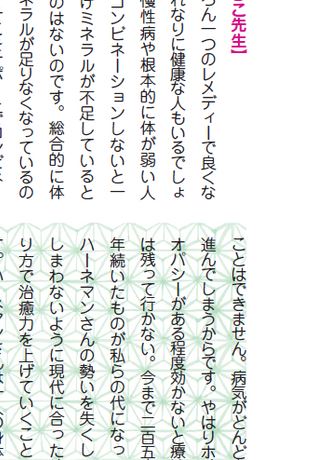 こ先生】
ろん一つのレメディーで良くな
れなりに健康な人もいるでしょ
慢性病や根本的に体が弱い人
コンビネーションしないと一
けミネラルが不足していると
のはないのです。総合的に体
ネラルが足りなくなっているの
ことはできません。病気がどんど
進んでしまうからです。やはりホ
オパシーがある程度効かないと療
は残って行かない。今まで二百五
年続いたものが私らの代になっ
ハーネマンさんの勢いを失くし
しまわないように現代に合った
り方で治癒力を上げていくこと